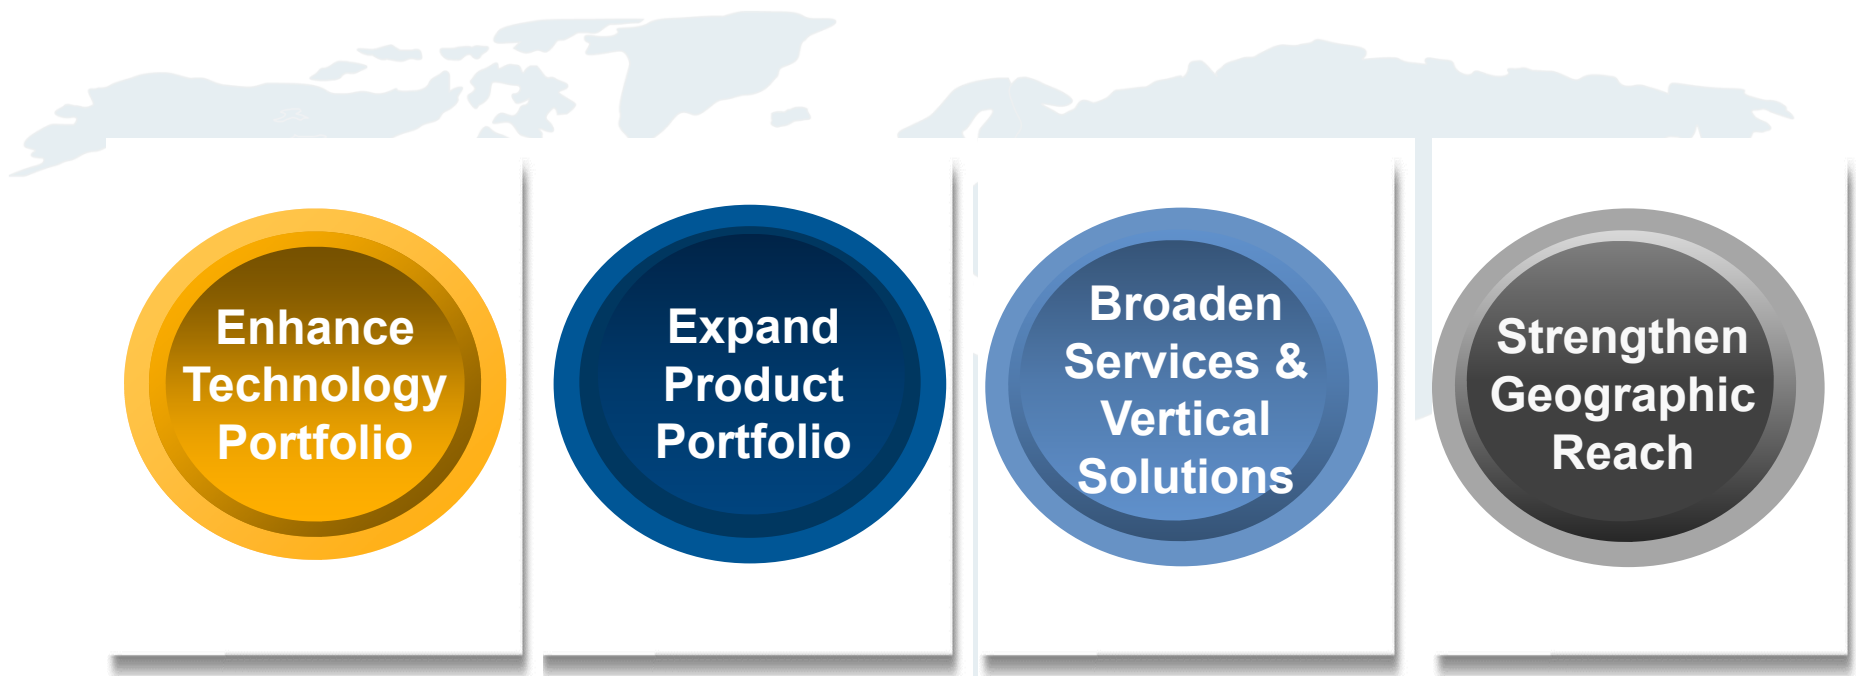 Enhance
Technology
Portfolio
Expand
Product
Portfolio
Broaden
Services &
Vertical
Solutions
Strengthen
Geographic
Reach